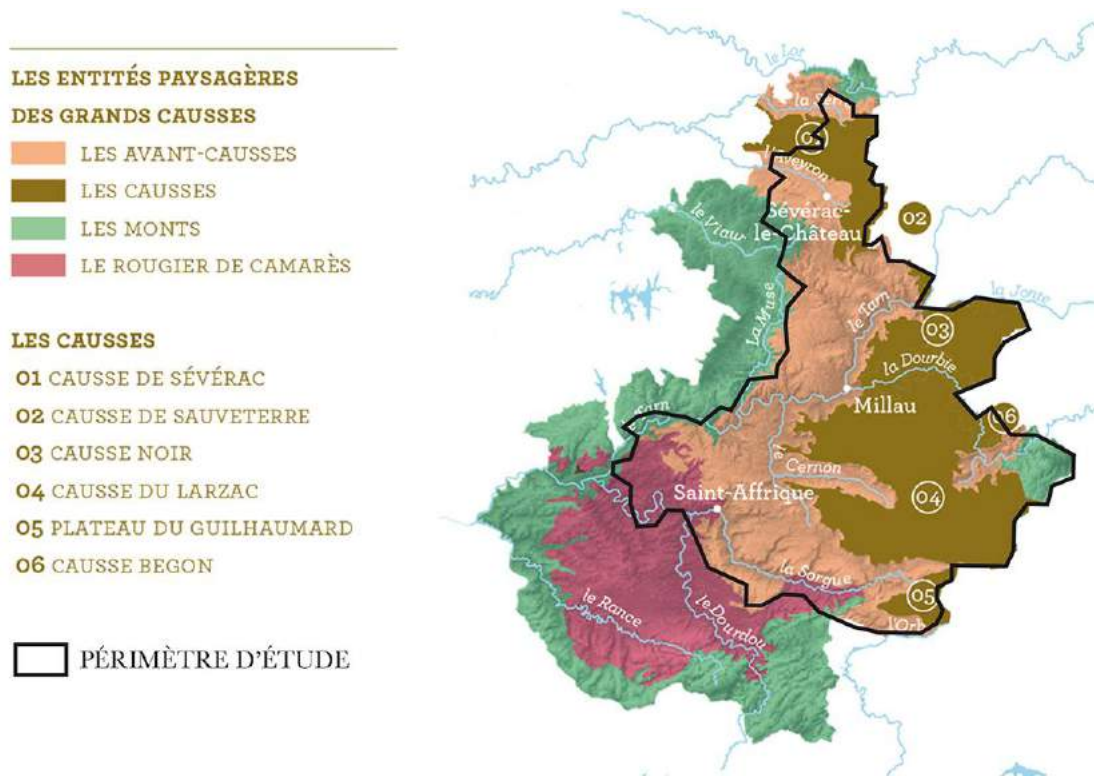 LES ENTITÉS PAYSAGÈRES
DES GRANDS CAUSSES
LES AVANT-CAUSSES
LES CAUSSES
LES MONTS
LE ROUGIER DE CAMARÈS
LES CAUSSES
01 CAUSSE DE SÉVÉRAC
02 CAUSSE DE SAUVETERRE
03 CAUSSE NOIR
04 CAUSSE DU LARZAC
05 PLATEAU DU GUILHAUMARD
06 CAUSSE BEGON
PÉRIMÈTRE D'ÉTUDE
le Lot
01
l'Aveyron
Sévérac-
le-Château
02
le Viaur
La Muse
la Jonte
le Tarn
03
la Dourbie
Millau
06
le Tarn
le Cernon
Saint-Affrique
04
la Sorgue
05
le Rance
le Dourdou
l'Orb